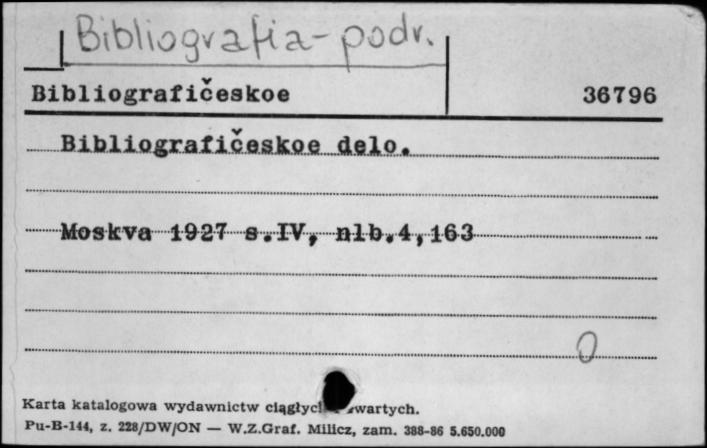 Bibliografia - podr.
Bibliografičeskoe 36796
Bibliografičeskoe delo.
Moskva 1927 s.IV, nlb.4,163
0
Karta katalogowa wydawnictw wartych.
Pu-B-144, z. 228/DW/ON — W.Z.Graf. Milicz, zam. 388-86 5.650.000